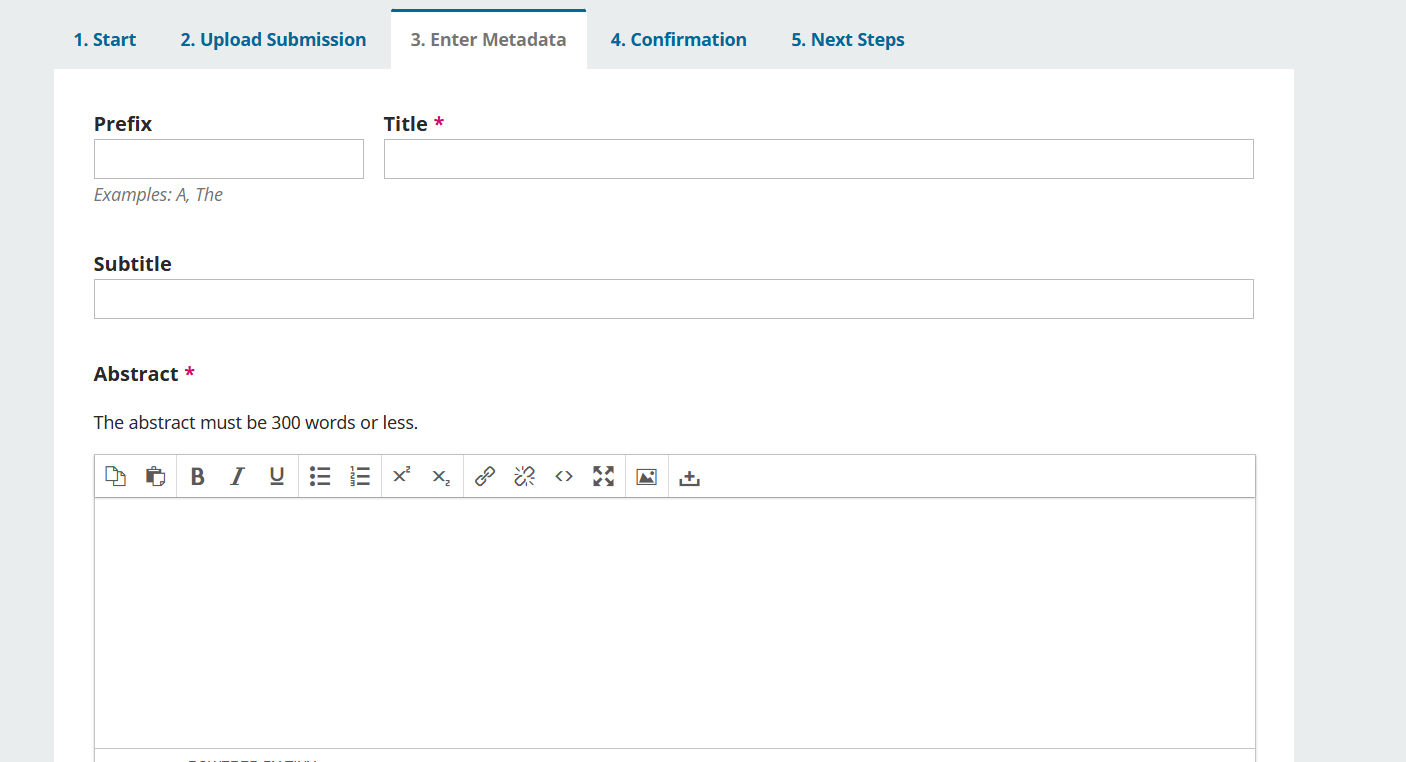 1. Start 2. Upload Submission 3. Enter Metadata 4. Confirmation 5. Next Steps
Prefix Title *
Examples: A, The
Subtitle
Abstract *
The abstract must be 300 words or less.